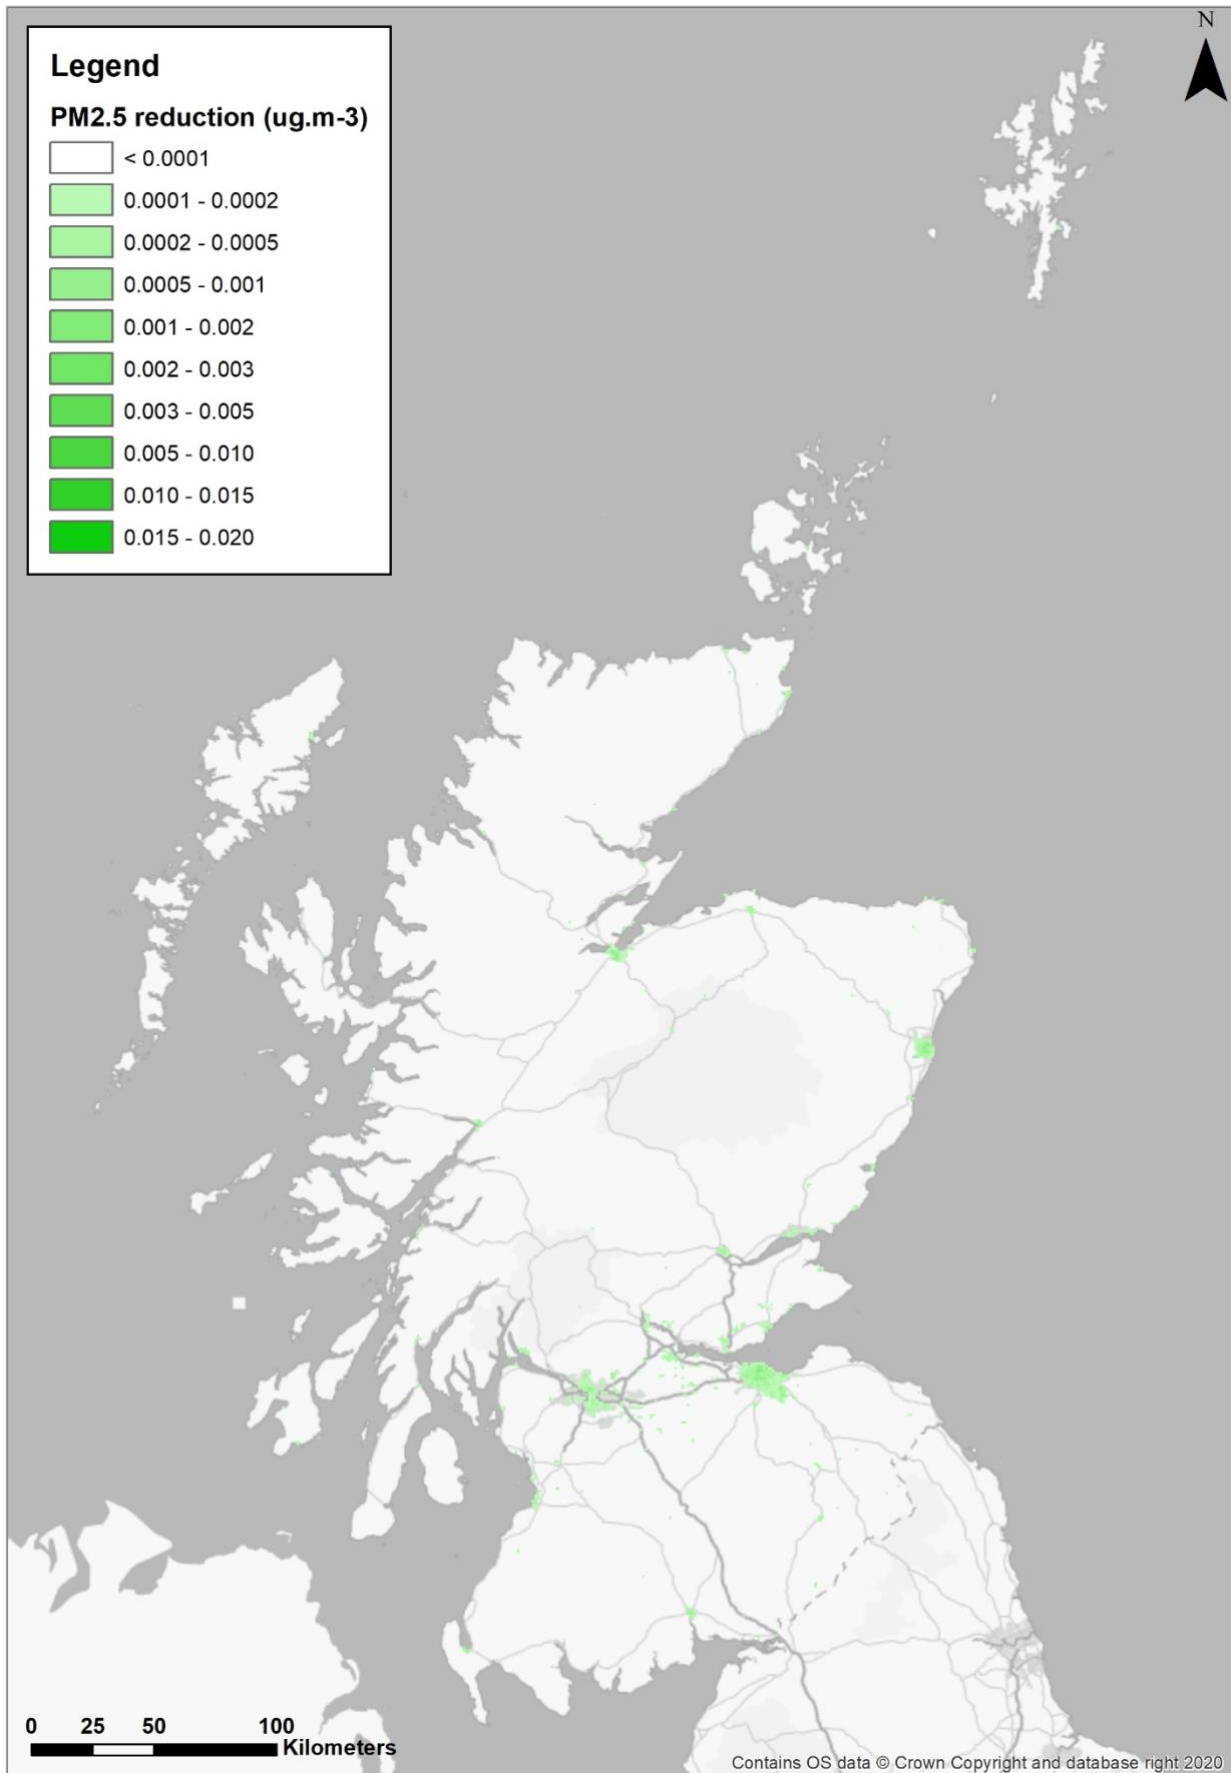 N
Legend
PM2.5 reduction (ug.m-3)
< 0.0001
0.0001 - 0.0002
0.0002 - 0.0005
0.0005 - 0.001
0.001 - 0.002
0.002 - 0.003
0.003 - 0.005
0.005 - 0.010
0.010 - 0.015
0.015 - 0.020
0 25 50 100
Kilometers
Contains OS data © Crown Copyright and database right 2020